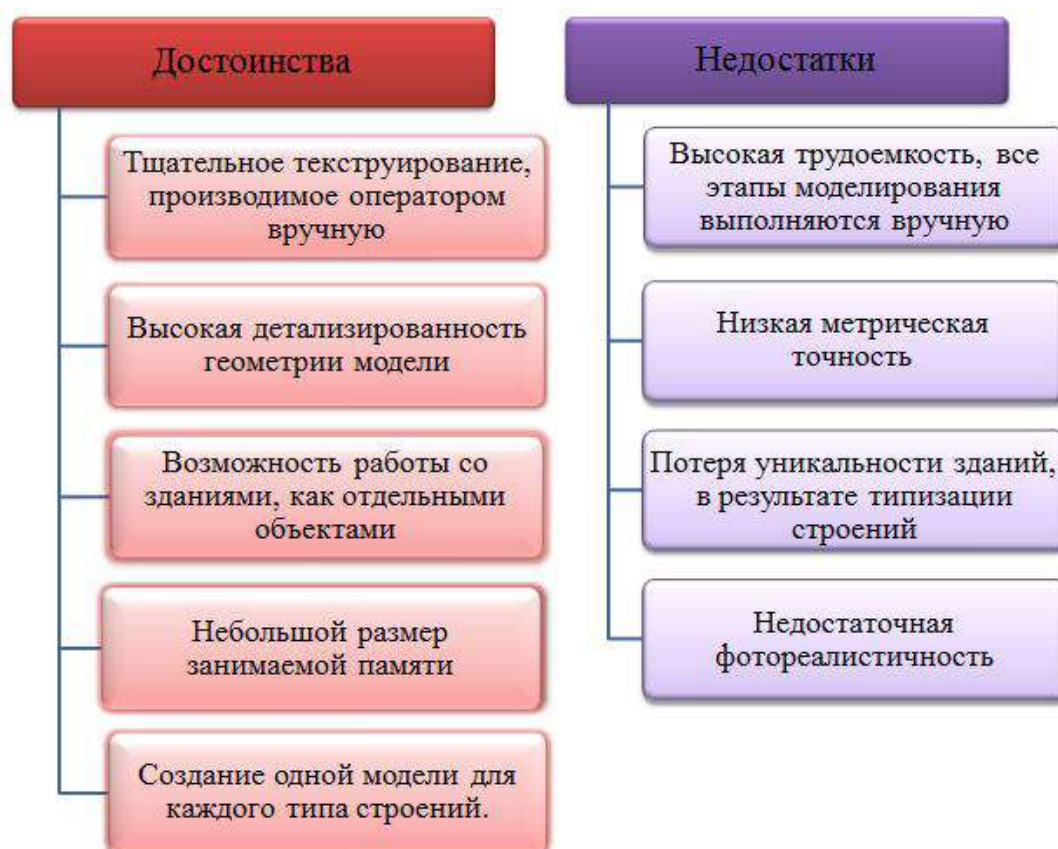 Достоинства
Тщательное текструирование,
производимое оператором
вручную
Высокая детализированность
геометрии модели
Возможность работы со
зданиями, как отдельными
объектами
Небольшой размер
занимаемой памяти
Создание одной модели для
каждого типа строений.
Недостатки
Высокая трудоемкость, все
этапы моделирования
выполняются вручную
Низкая метрическая
точность
Потеря уникальности зданий,
в результате типизации
строений
Недостаточная
фотореалистичность